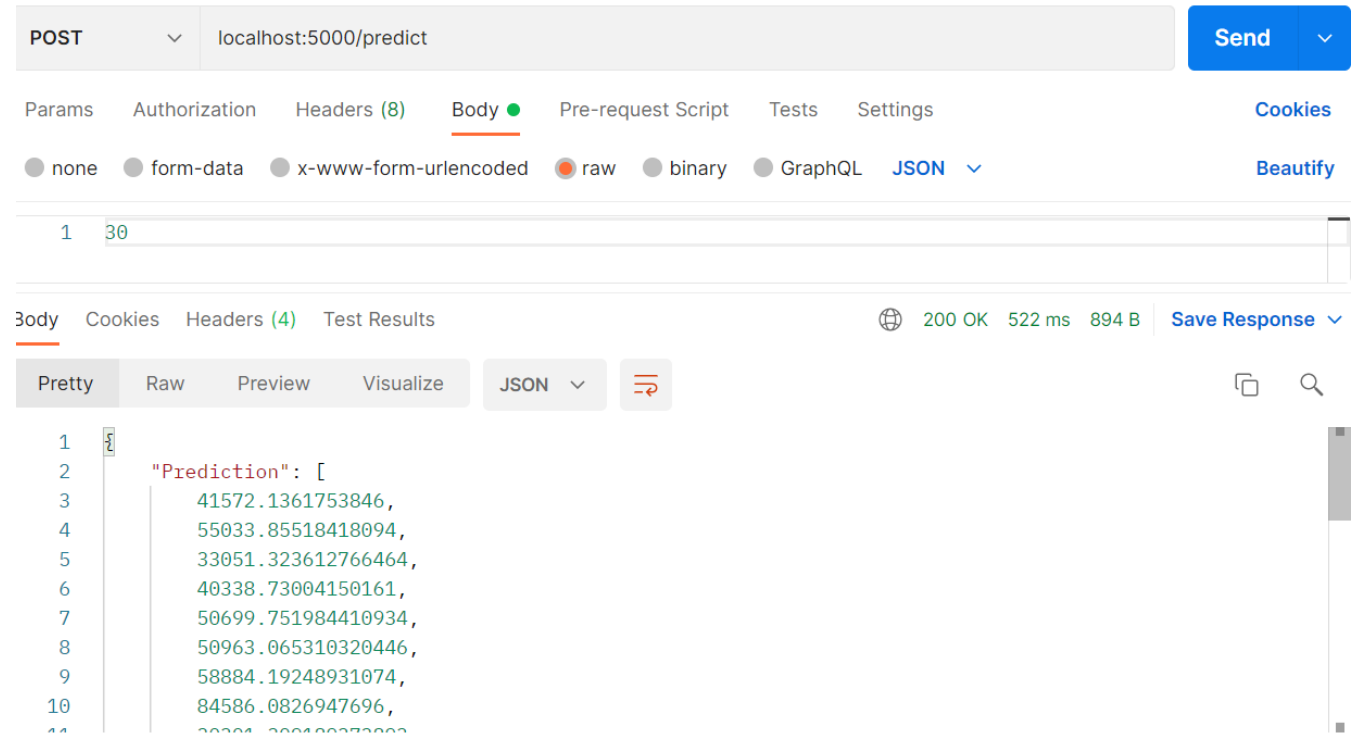 POST localhost:5000/predict Send
Params Authorization Headers (8) Body Pre-request Script Tests Settings Cookies
none form-data x-www-form-urlencoded raw binary GraphQL JSON Beautify
1 30
Body Cookies Headers (4) Test Results 200 OK 522 ms 894 B Save Response
Pretty Raw Preview Visualize JSON
1 {
2 "Prediction": [
3 41572.1361753846,
4 55033.85518418094,
5 33051.323612766464,
6 40338.73004150161,
7 50699.751984410934,
8 50963.065310320446,
9 58884.19248931074,
10 84586.0826947696,
11